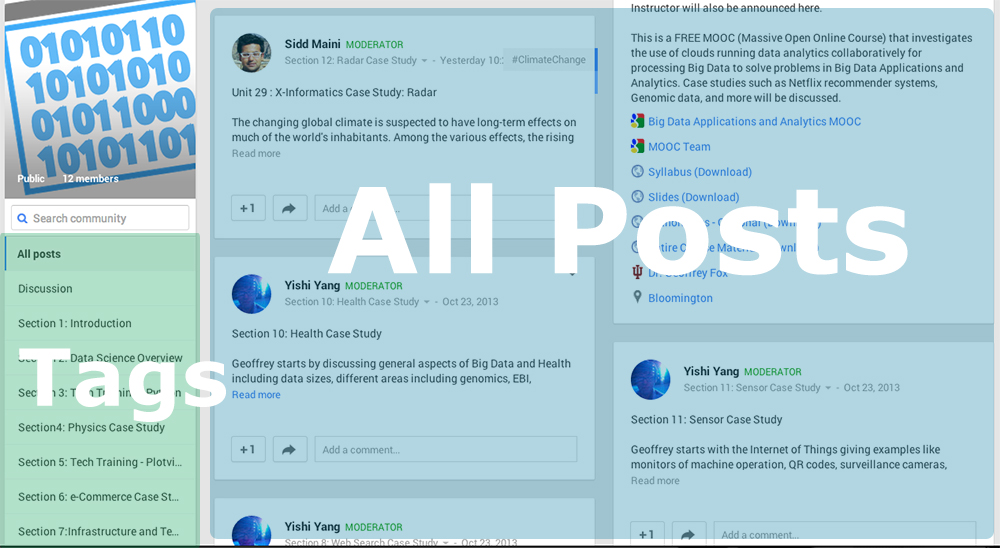 01010110
10101010
01011000
10101101
Public 12 members
Search community
All posts
Discussion
Section 1: Introduction
2: Data Science Overview
Section 3: Tech Training - Python
Section4: Physics Case Study
Section 5: Tech Training - Plotvi...
Section 6: e-Commerce Case St...
Section 7:Infrastructure and Te...
Tags
All Posts
Sidd Maini MODERATOR
Section 12: Radar Case Study - Yesterday 10: #ClimateChange
Unit 29 : X-Informatics Case Study: Radar
The changing global climate is suspected to have long-term effects on
much of the world's inhabitants. Among the various effects, the rising
Read more
+1 Add a
Yishi Yang MODERATOR
Section 10: Health Case Study - Oct 23, 2013
Section 10: Health Case Study
Geoffrey starts by discussing general aspects of Big Data and Health
including data sizes, different areas including genomics, EBI,
Read more
+1 Add a comment...
Yishi Yang MODERATOR
Section 8: Web Search Case Study - Oct 23, 2013
Instructor will also be announced here.
This is a FREE MOOC (Massive Open Online Course) that investigates
the use of clouds running data analytics collaboratively for
processing Big Data to solve problems in Big Data Applications and
Analytics. Case studies such as Netflix recommender systems,
Genomic data, and more will be discussed.
Big Data Applications and Analytics MOOC
MOOC Team
Syllabus (Download)
Slides (Download)
Dr. Geoffrey Fox
Bloomington
Yishi Yang MODERATOR
Section 11: Sensor Case Study - Oct 23, 2013
Section 11: Sensor Case Study
Geoffrey starts with the Internet of Things giving examples like
monitors of machine operation, QR codes, surveillance cameras,
Read more
+1 Add a comment...